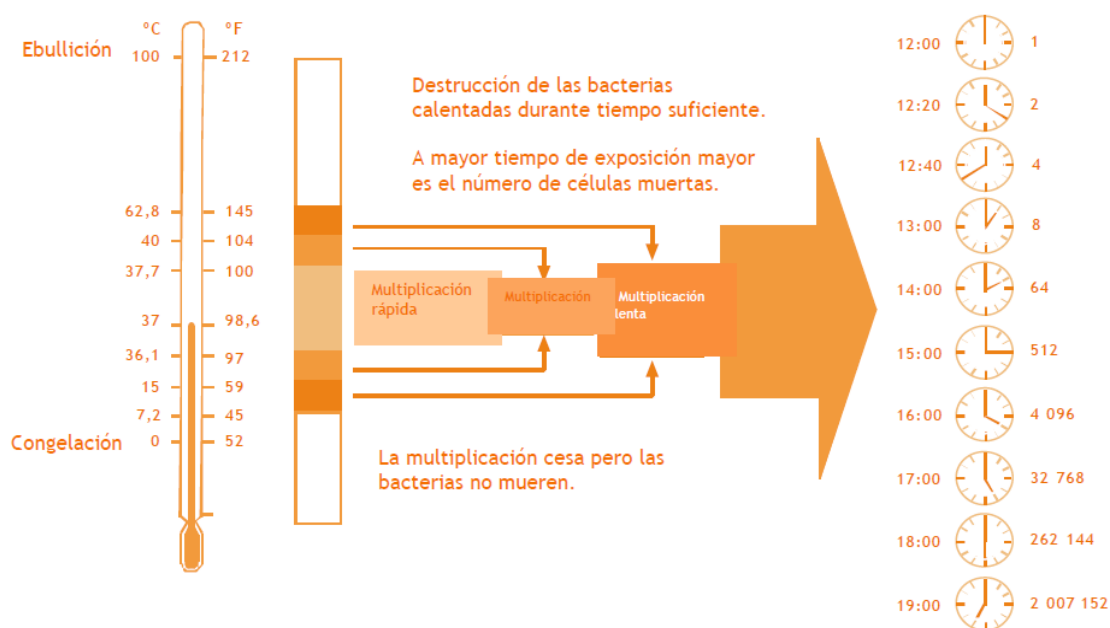 °C °F
Ebullición 100 212
62,8 145
40 104
37,7 100
37 98,6
36,1 97
15 59
7,2 45
Congelación 0 52
Destrucción de las bacterias
calentadas durante tiempo suficiente.
A mayor tiempo de exposición mayor
es el número de células muertas.
Multiplicación
rápida
Multiplicación
Multiplicación
lenta
La multiplicación cesa pero las
bacterias no mueren.
12:00 1
12:20 2
12:40 4
13:00 8
14:00 64
15:00 512
16:00 4 096
17:00 32 768
18:00 262 144
19:00 2 007 152